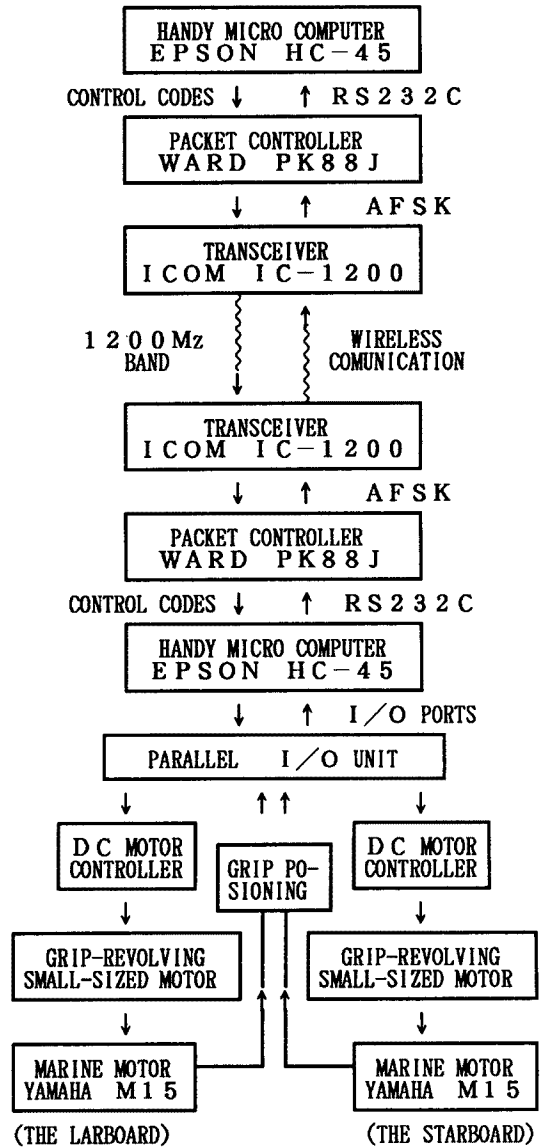 HANDY MICRO COMPUTER
EPSON HC-45
CONTROL CODES ↓ ↑ RS232C
PACKET CONTROLLER
WARD PK88J
↓ ↑ AFSK
TRANSCEIVER
ICOM IC-1200
1200Mz
BAND
WIRELESS
COMUNICATION
TRANSCEIVER
ICOM IC-1200
↓ ↑ AFSK
PACKET CONTROLLER
WARD PK88J
CONTROL CODES ↓ ↑ RS232C
HANDY MICRO COMPUTER
EPSON HC-45
↓ ↑ I/O PORTS
PARALLEL I/O UNIT
DC MOTOR
CONTROLLER
GRIP PO-
SIONING
DC MOTOR
CONTROLLER
GRIP-REVOLVING
SMALL-SIZED MOTOR
GRIP-REVOLVING
SMALL-SIZED MOTOR
MARINE MOTOR
YAMAHA M15
MARINE MOTOR
YAMAHA M15
(THE LARBOARD)
(THE STARBOARD)